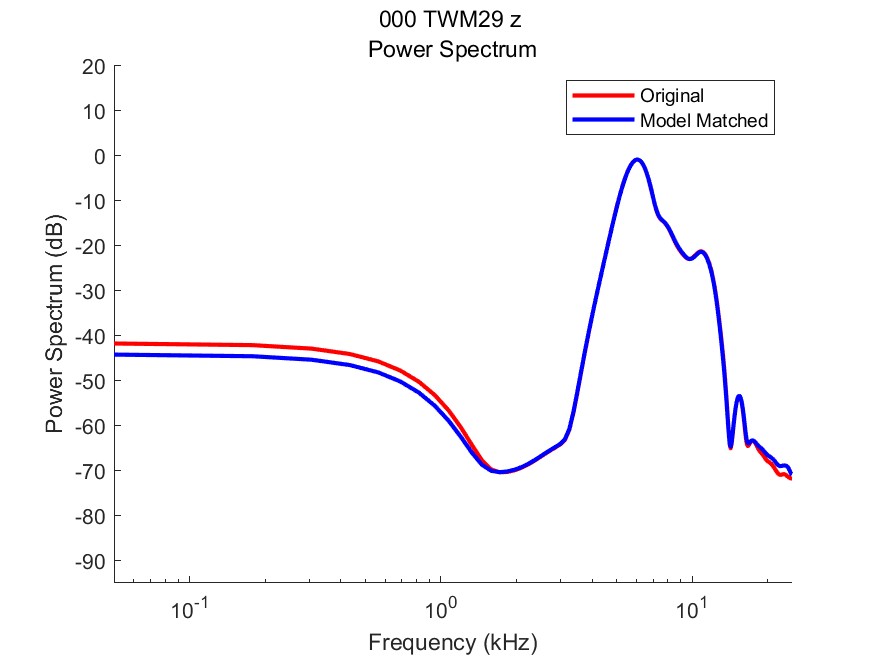 000 TWM29 z
Power Spectrum
Original
Model Matched
20
10
0
-10
-20
-30
-40
-50
-60
-70
-80
-90
Power Spectrum (dB)
10^-1
10^0
10^1
Frequency (kHz)